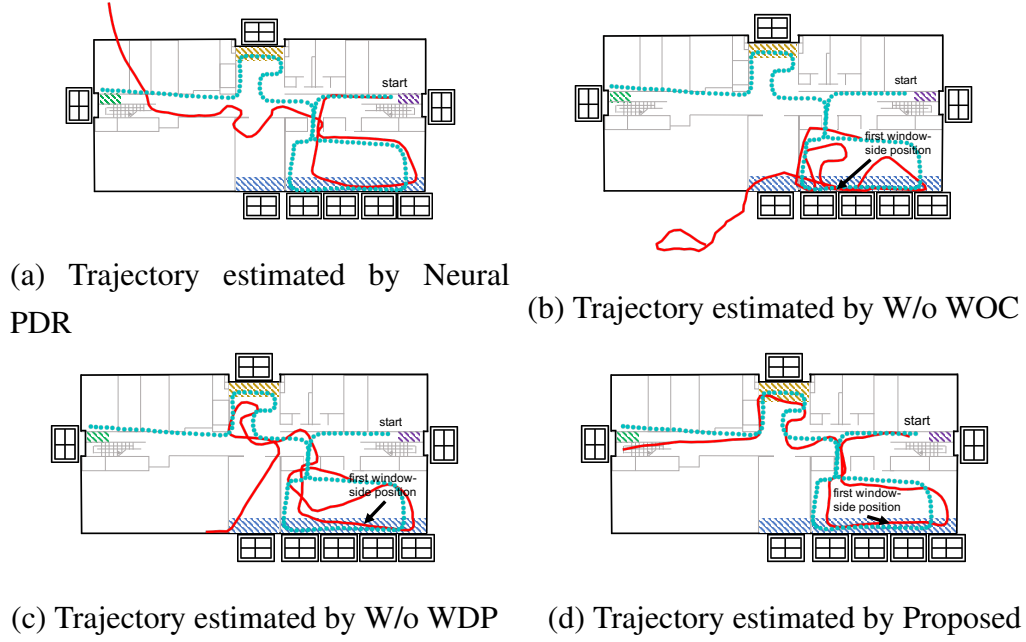 start
start
first window-
side position
(a) Trajectory estimated by Neural
PDR
(b) Trajectory estimated by W/o WOC
start
first window-
side position
start
first window-
side position
(c) Trajectory estimated by W/o WDP
(d) Trajectory estimated by Proposed